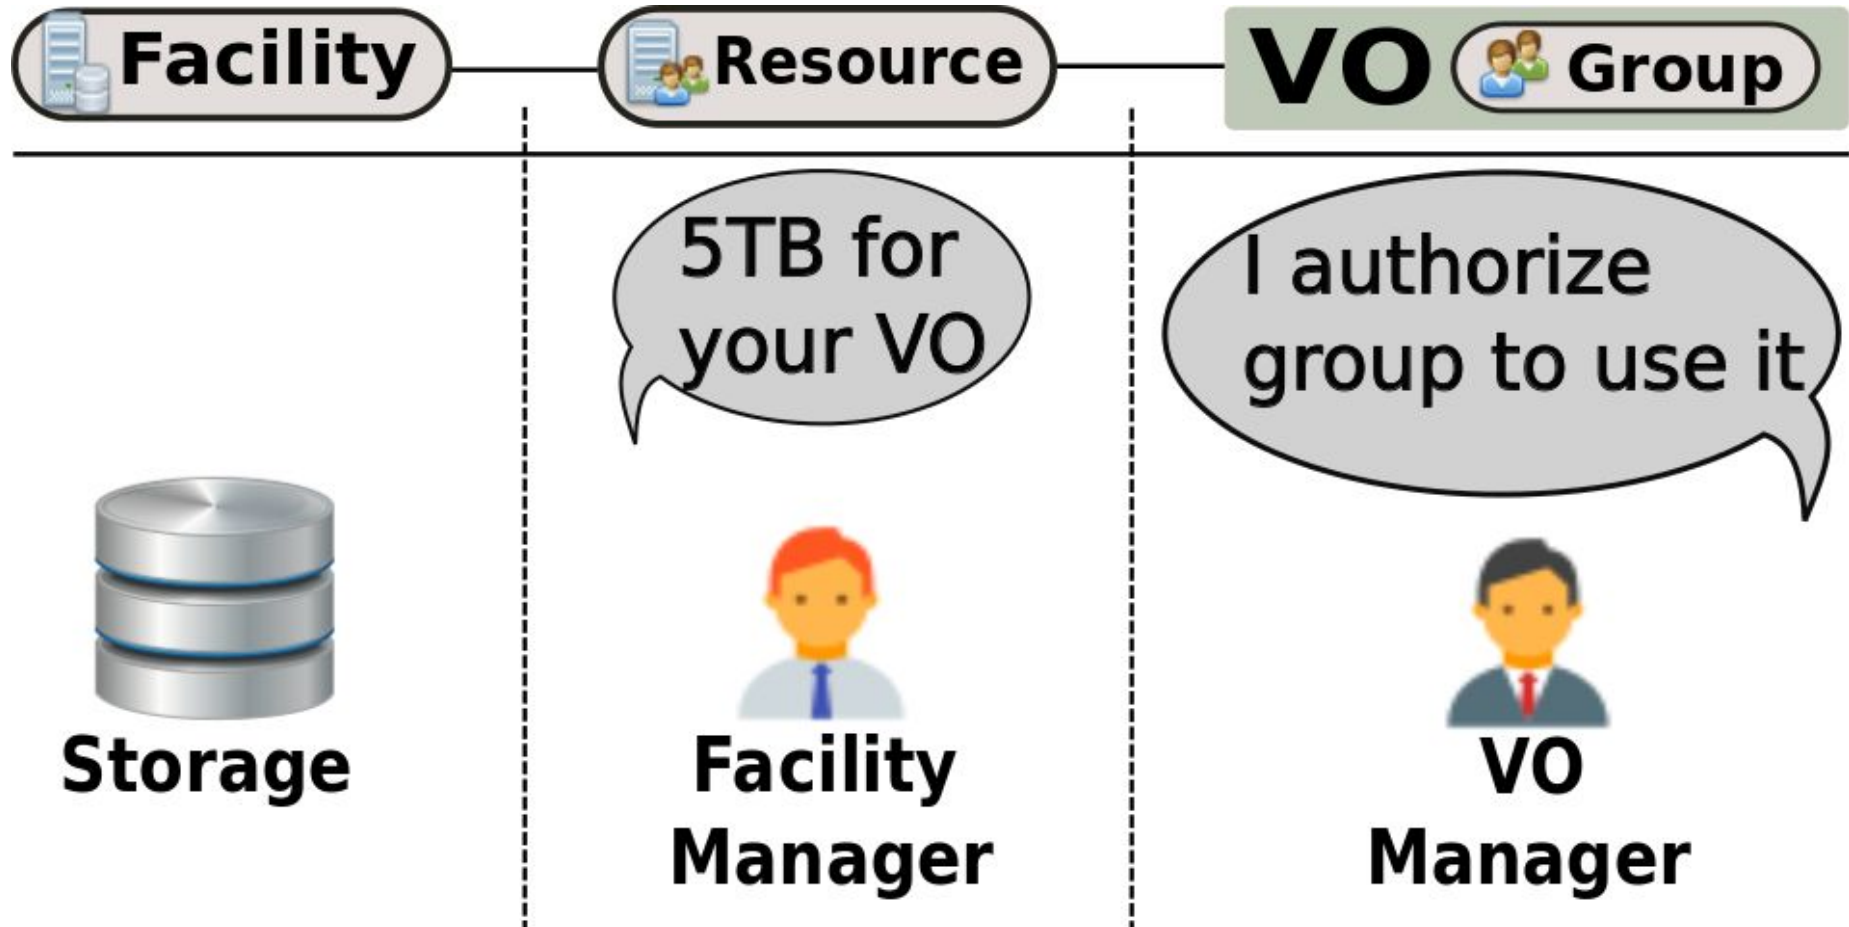 Facility
Resource
VO
Group
5TB for
your VO
I authorize
group to use it
Storage
Facility
Manager
VO
Manager